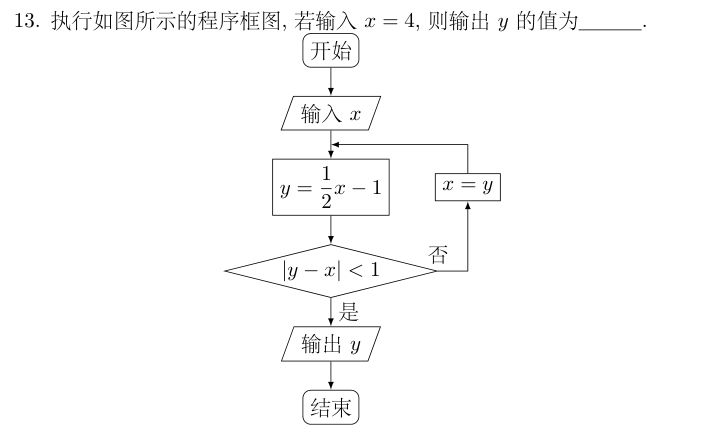 13. 执行如图所示的程序框图, 若输入 x = 4, 则输出 y 的值为______.
开始
输入 x
y = \frac{1}{2}x − 1
x = y
|y − x| < 1
否
是
输出 y
结束